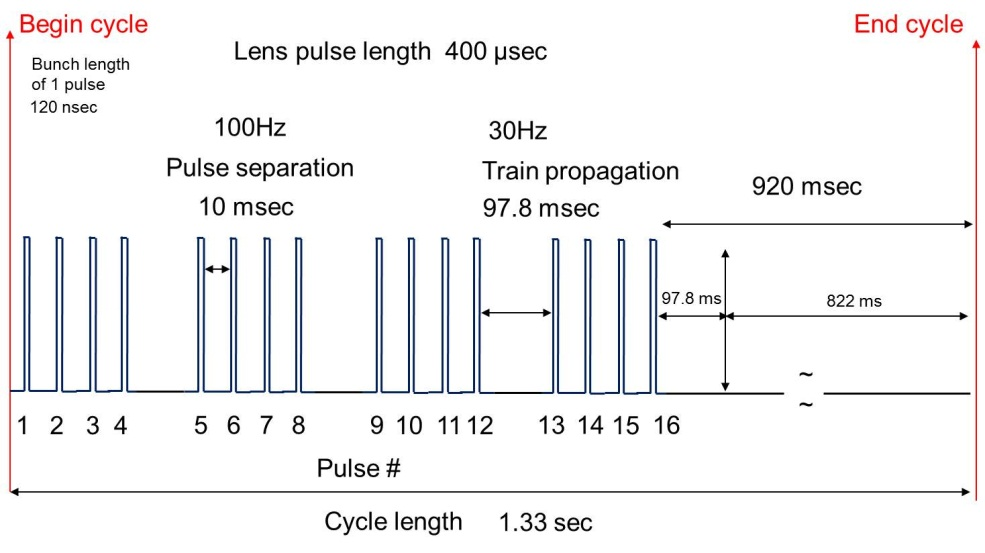 Begin cycle
End cycle
Lens pulse length 400 µsec
Bunch length
of 1 pulse
120 nsec
100Hz
Pulse separation
10 msec
30Hz
Train propagation
97.8 msec
920 msec
97.8 ms
822 ms
~
~
1 2 3 4 5 6 7 8 9 10 11 12 13 14 15 16
Pulse #
Cycle length 1.33 sec